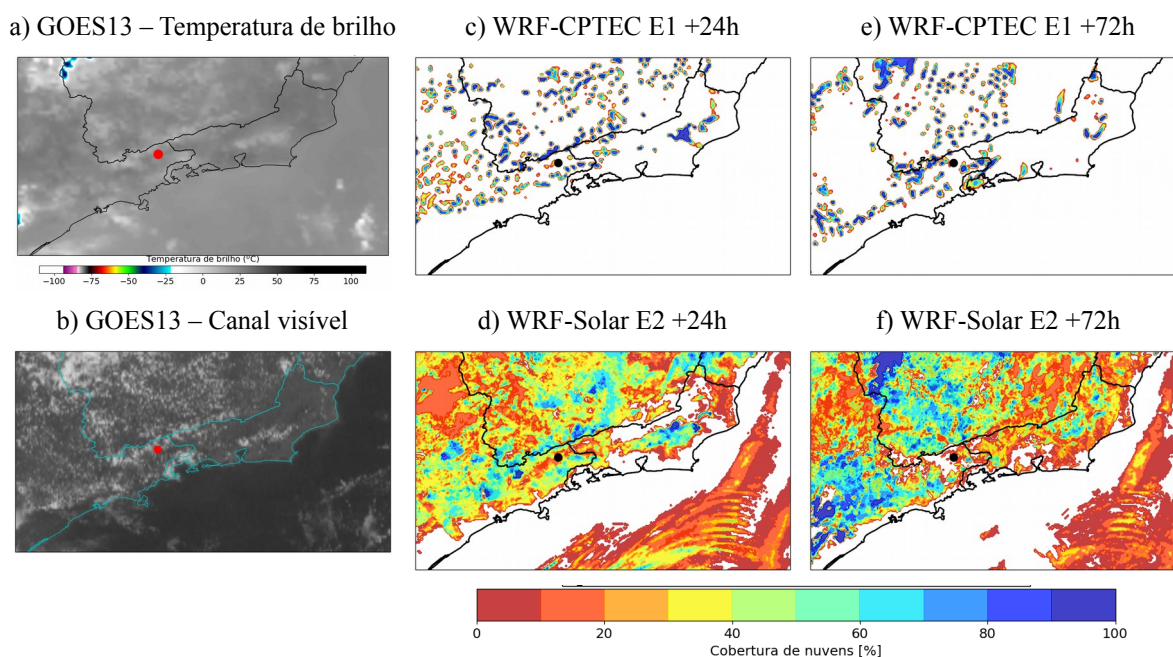 a) GOES13 – Temperatura de brilho
c) WRF-CPTEC E1 +24h
e) WRF-CPTEC E1 +72h
Temperatura de brilho (ºC)
−100 −75 −50 −25 0 25 50 75 100
b) GOES13 – Canal visível
d) WRF-Solar E2 +24h
f) WRF-Solar E2 +72h
0 20 40 60 80 100
Cobertura de nuvens [%]